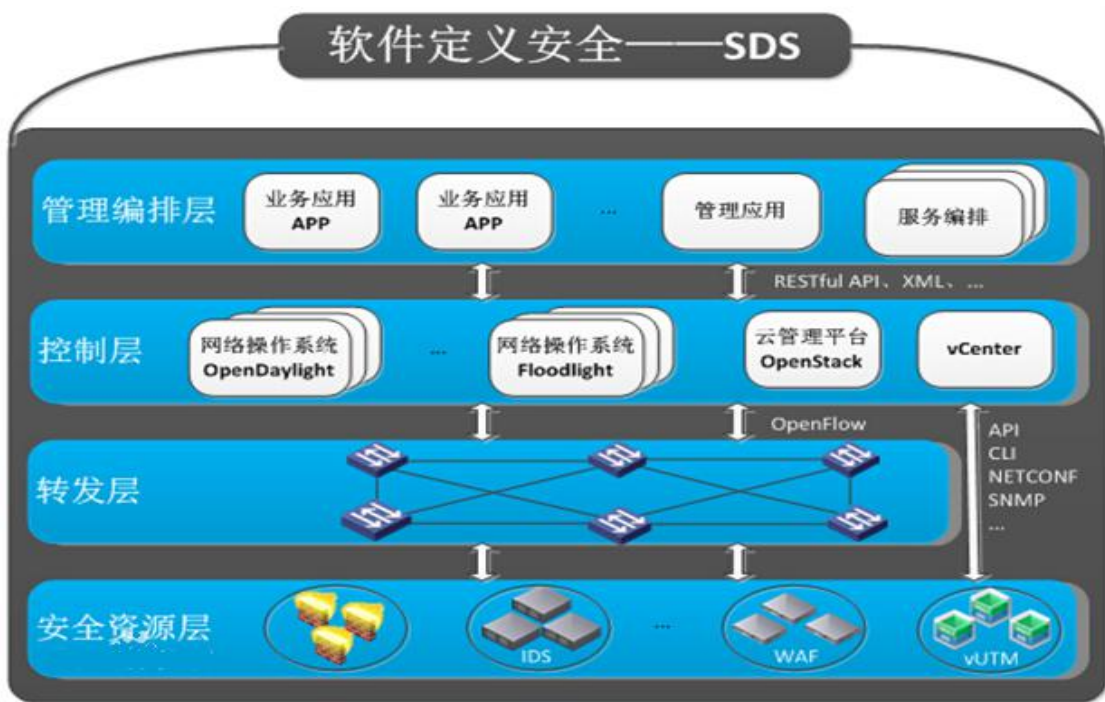 软件定义安全——SDS
管理编排层
业务应用
APP
业务应用
APP
...
管理应用
服务编排
RESTful API、XML、...
控制层
网络操作系统
OpenDaylight
...
网络操作系统
Floodlight
云管理平台
OpenStack
vCenter
OpenFlow
API
CLI
NETCONF
SNMP
...
转发层
安全资源层
IDS
...
WAF
vUTM